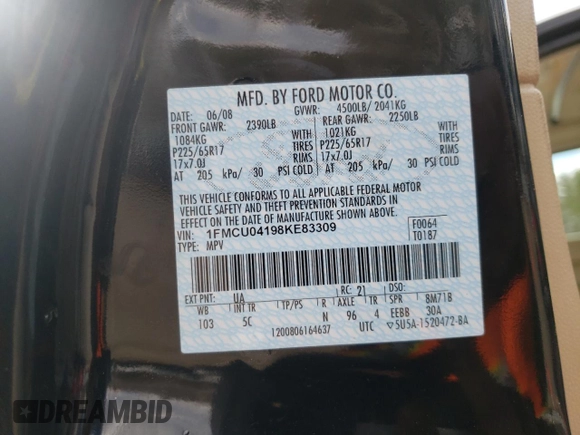 MFD. BY FORD MOTOR CO.
DATE: 06/08 GVWR: 4500LB/ 2041KG
FRONT GAWR: 2390LB REAR GAWR: 2250LB
1084KG WITH 1021KG WITH
P225/65R17 TIRES P225/65R17 TIRES
17x7.0J RIMS 17x7.0J RIMS
AT 205 kPa/ 30 PSI COLD AT 205 kPa/ 30 PSI COLD
THIS VEHICLE CONFORMS TO ALL APPLICABLE FEDERAL MOTOR
VEHICLE SAFETY AND THEFT PREVENTION STANDARDS IN
EFFECT ON THE DATE OF MANUFACTURE SHOWN ABOVE.
VIN: 1FMCU04198KE83309 F0064
TYPE: MPV T0187
EXT PNT: UA RC: 21 DSO:
WB INT TR TP/PS R AXLE TR SPR 8M71B
103 5C N 96 4 EEBB 30A
1200806164637 UTC ▽5U5A-1520472-BA
DREAMBID